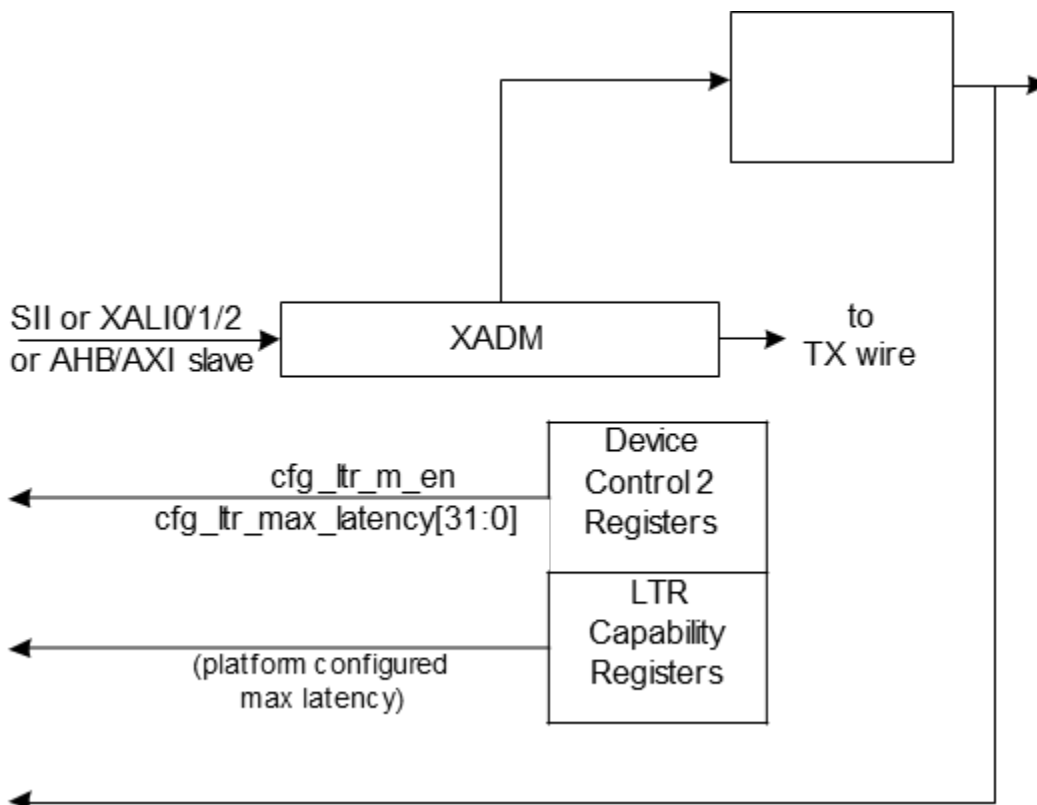 SII or XALI0/1/2
or AHB/AXI slave
XADM
to
TX wire
Device
Control 2
Registers
cfg_ltr_m_en
cfg_ltr_max_latency[31:0]
LTR
Capability
Registers
(platform configured
max latency)